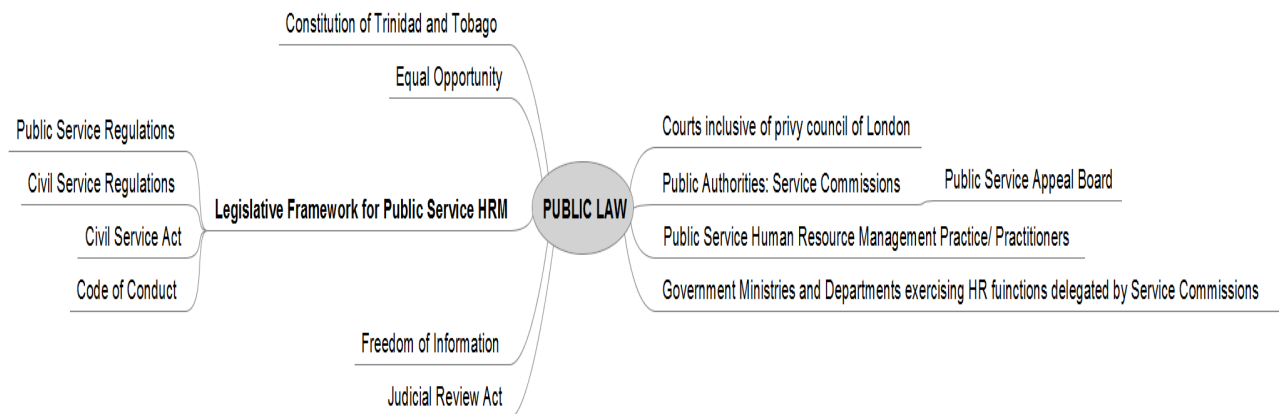 Constitution of Trinidad and Tobago
Equal Opportunity
Public Service Regulations
Civil Service Regulations
Legislative Framework for Public Service HRM
Civil Service Act
Code of Conduct
Freedom of Information
Judicial Review Act
PUBLIC LAW
Courts inclusive of privy council of London
Public Authorities: Service Commissions
Public Service Appeal Board
Public Service Human Resource Management Practice/ Practitioners
Government Ministries and Departments exercising HR fuinctions delegated by Service Commissions